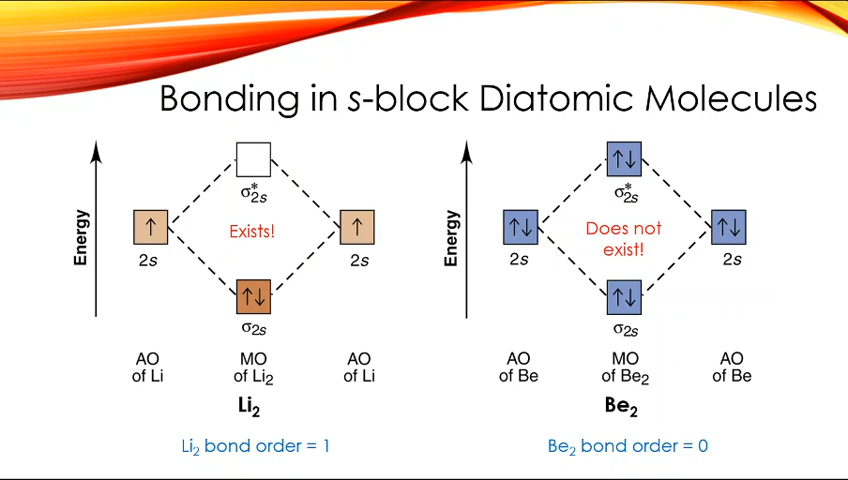 Bonding in s-block Diatomic Molecules
Energy
↑
2s
σ*2s
Exists!
↑↓
σ2s
↑
2s
AO
of Li
MO
of Li2
AO
of Li
Li2
Li2 bond order = 1
Energy
↑↓
2s
↑↓
σ*2s
Does not
exist!
↑↓
σ2s
↑↓
2s
AO
of Be
MO
of Be2
AO
of Be
Be2
Be2 bond order = 0